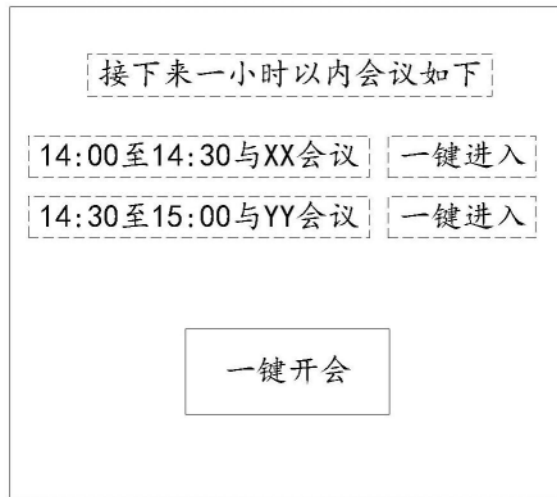 接下来一小时以内会议如下
14:00至14:30与XX会议 一键进入
14:30至15:00与YY会议 一键进入
一键开会